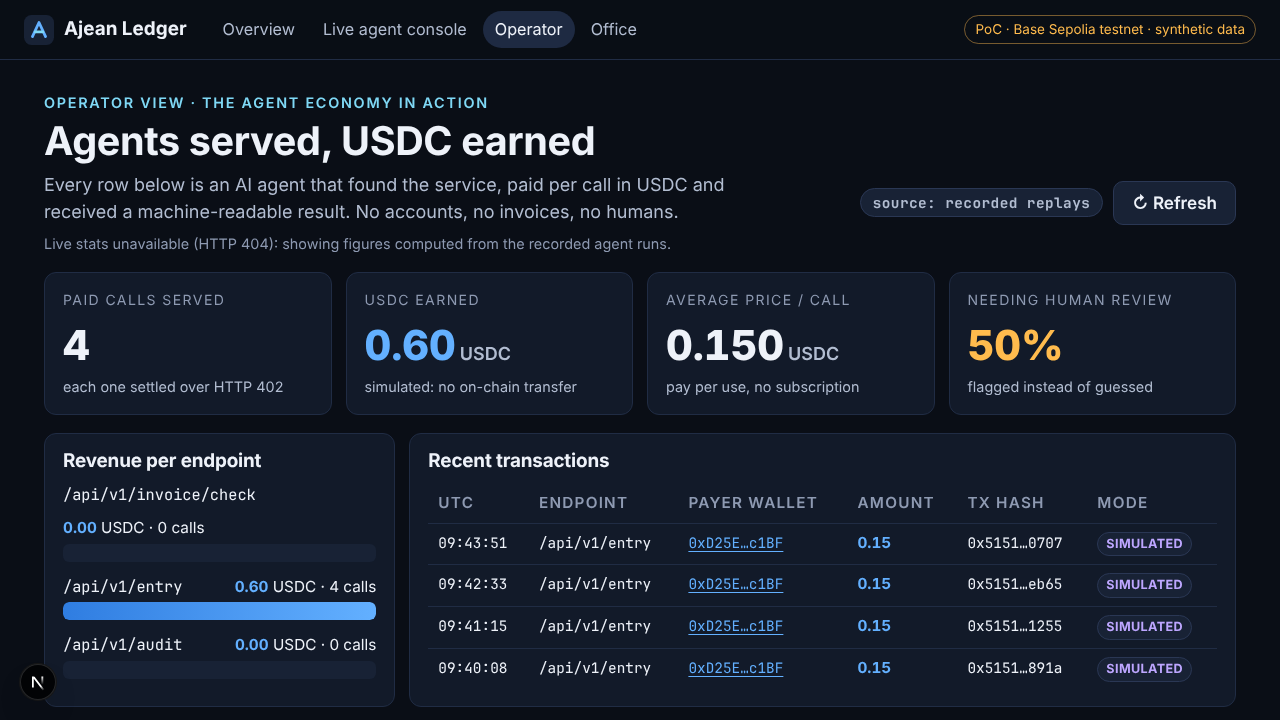 Ajean Ledger
Overview
Live agent console
Operator
Office
PoC · Base Sepolia testnet · synthetic data
OPERATOR VIEW · THE AGENT ECONOMY IN ACTION
Agents served, USDC earned
Every row below is an AI agent that found the service, paid per call in USDC and
received a machine-readable result. No accounts, no invoices, no humans.
source: recorded replays
↻ Refresh
Live stats unavailable (HTTP 404): showing figures computed from the recorded agent runs.
PAID CALLS SERVED
4
each one settled over HTTP 402
USDC EARNED
0.60 USDC
simulated: no on-chain transfer
AVERAGE PRICE / CALL
0.150 USDC
pay per use, no subscription
NEEDING HUMAN REVIEW
50%
flagged instead of guessed
Revenue per endpoint
/api/v1/invoice/check
0.00 USDC · 0 calls
/api/v1/entry 0.60 USDC · 4 calls
/api/v1/audit 0.00 USDC · 0 calls
Recent transactions
UTC ENDPOINT PAYER WALLET AMOUNT TX HASH MODE
09:43:51 /api/v1/entry 0xD25E…c1BF 0.15 0x5151…0707 SIMULATED
09:42:33 /api/v1/entry 0xD25E…c1BF 0.15 0x5151…eb65 SIMULATED
09:41:15 /api/v1/entry 0xD25E…c1BF 0.15 0x5151…1255 SIMULATED
09:40:08 /api/v1/entry 0xD25E…c1BF 0.15 0x5151…891a SIMULATED
N